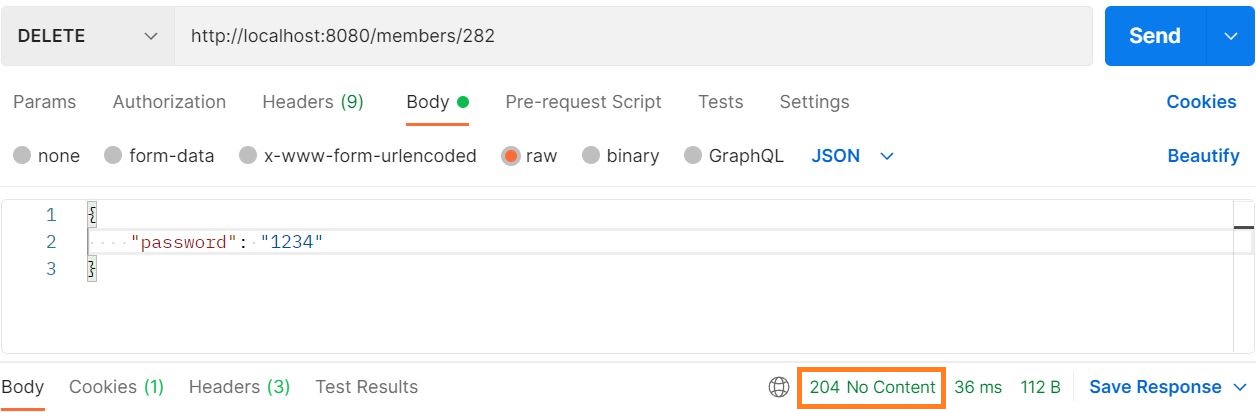 DELETE http://localhost:8080/members/282 Send
Params Authorization Headers (9) Body Pre-request Script Tests Settings Cookies
none form-data x-www-form-urlencoded raw binary GraphQL JSON Beautify
1 {
2 "password": "1234"
3 }
Body Cookies (1) Headers (3) Test Results 204 No Content 36 ms 112 B Save Response